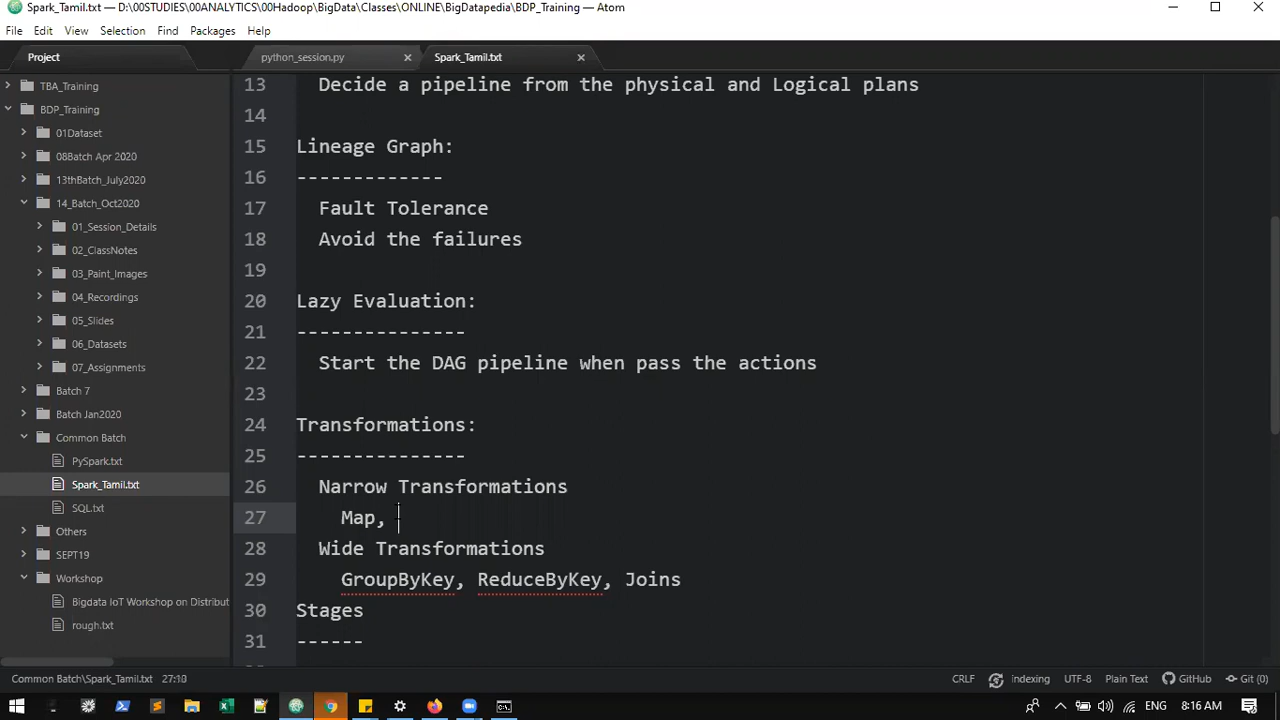 Spark_Tamil.txt — D:\00STUDIES\00ANALYTICS\00Hadoop\BigData\Classes\ONLINE\BigDatapedia\BDP_Training — Atom
File Edit View Selection Find Packages Help
Project
python_session.py
Spark_Tamil.txt
TBA_Training
BDP_Training
01Dataset
08Batch Apr 2020
13thBatch_July2020
14_Batch_Oct2020
01_Session_Details
02_ClassNotes
03_Paint_Images
04_Recordings
05_Slides
06_Datasets
07_Assignments
Batch 7
Batch Jan2020
Common Batch
PySpark.txt
Spark_Tamil.txt
SQL.txt
Others
SEPT19
Workshop
Bigdata IoT Workshop on Distribut
rough.txt
13 Decide a pipeline from the physical and Logical plans
14
15 Lineage Graph:
16 -------------
17 Fault Tolerance
18 Avoid the failures
19
20 Lazy Evaluation:
21 ---------------
22 Start the DAG pipeline when pass the actions
23
24 Transformations:
25 ---------------
26 Narrow Transformations
27 Map,
28 Wide Transformations
29 GroupByKey, ReduceByKey, Joins
30 Stages
31 ------
Common Batch\Spark_Tamil.txt 27:10
CRLF Indexing UTF-8 Plain Text GitHub Git (0)
ENG 8:16 AM